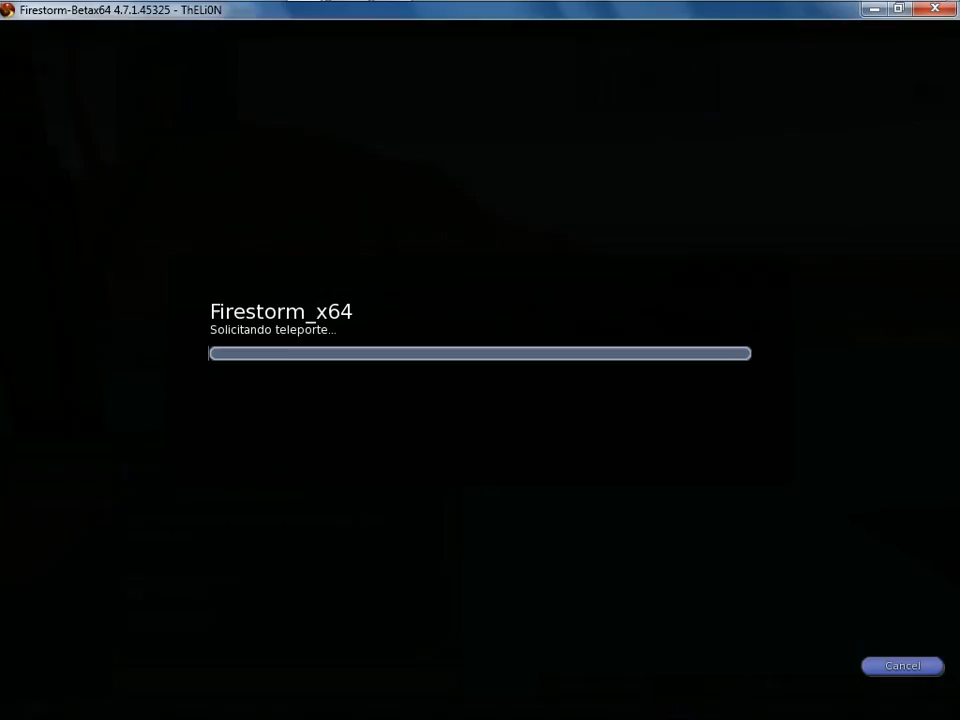 Firestorm-Betax64 4.7.1.45325 - ThELi0N
Firestorm_x64
Solicitando teleporte...
Cancel